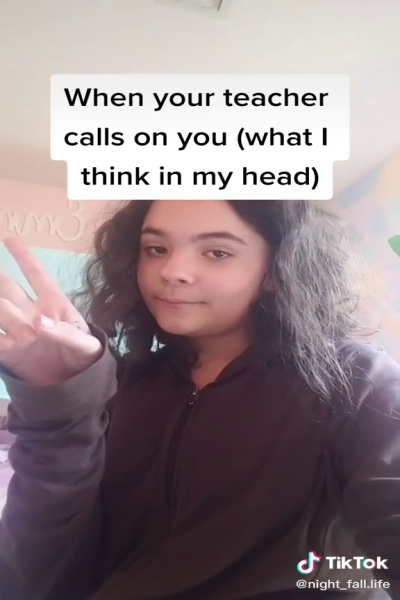 When your teacher
calls on you (what I
think in my head)
TikTok
@night_fall.life